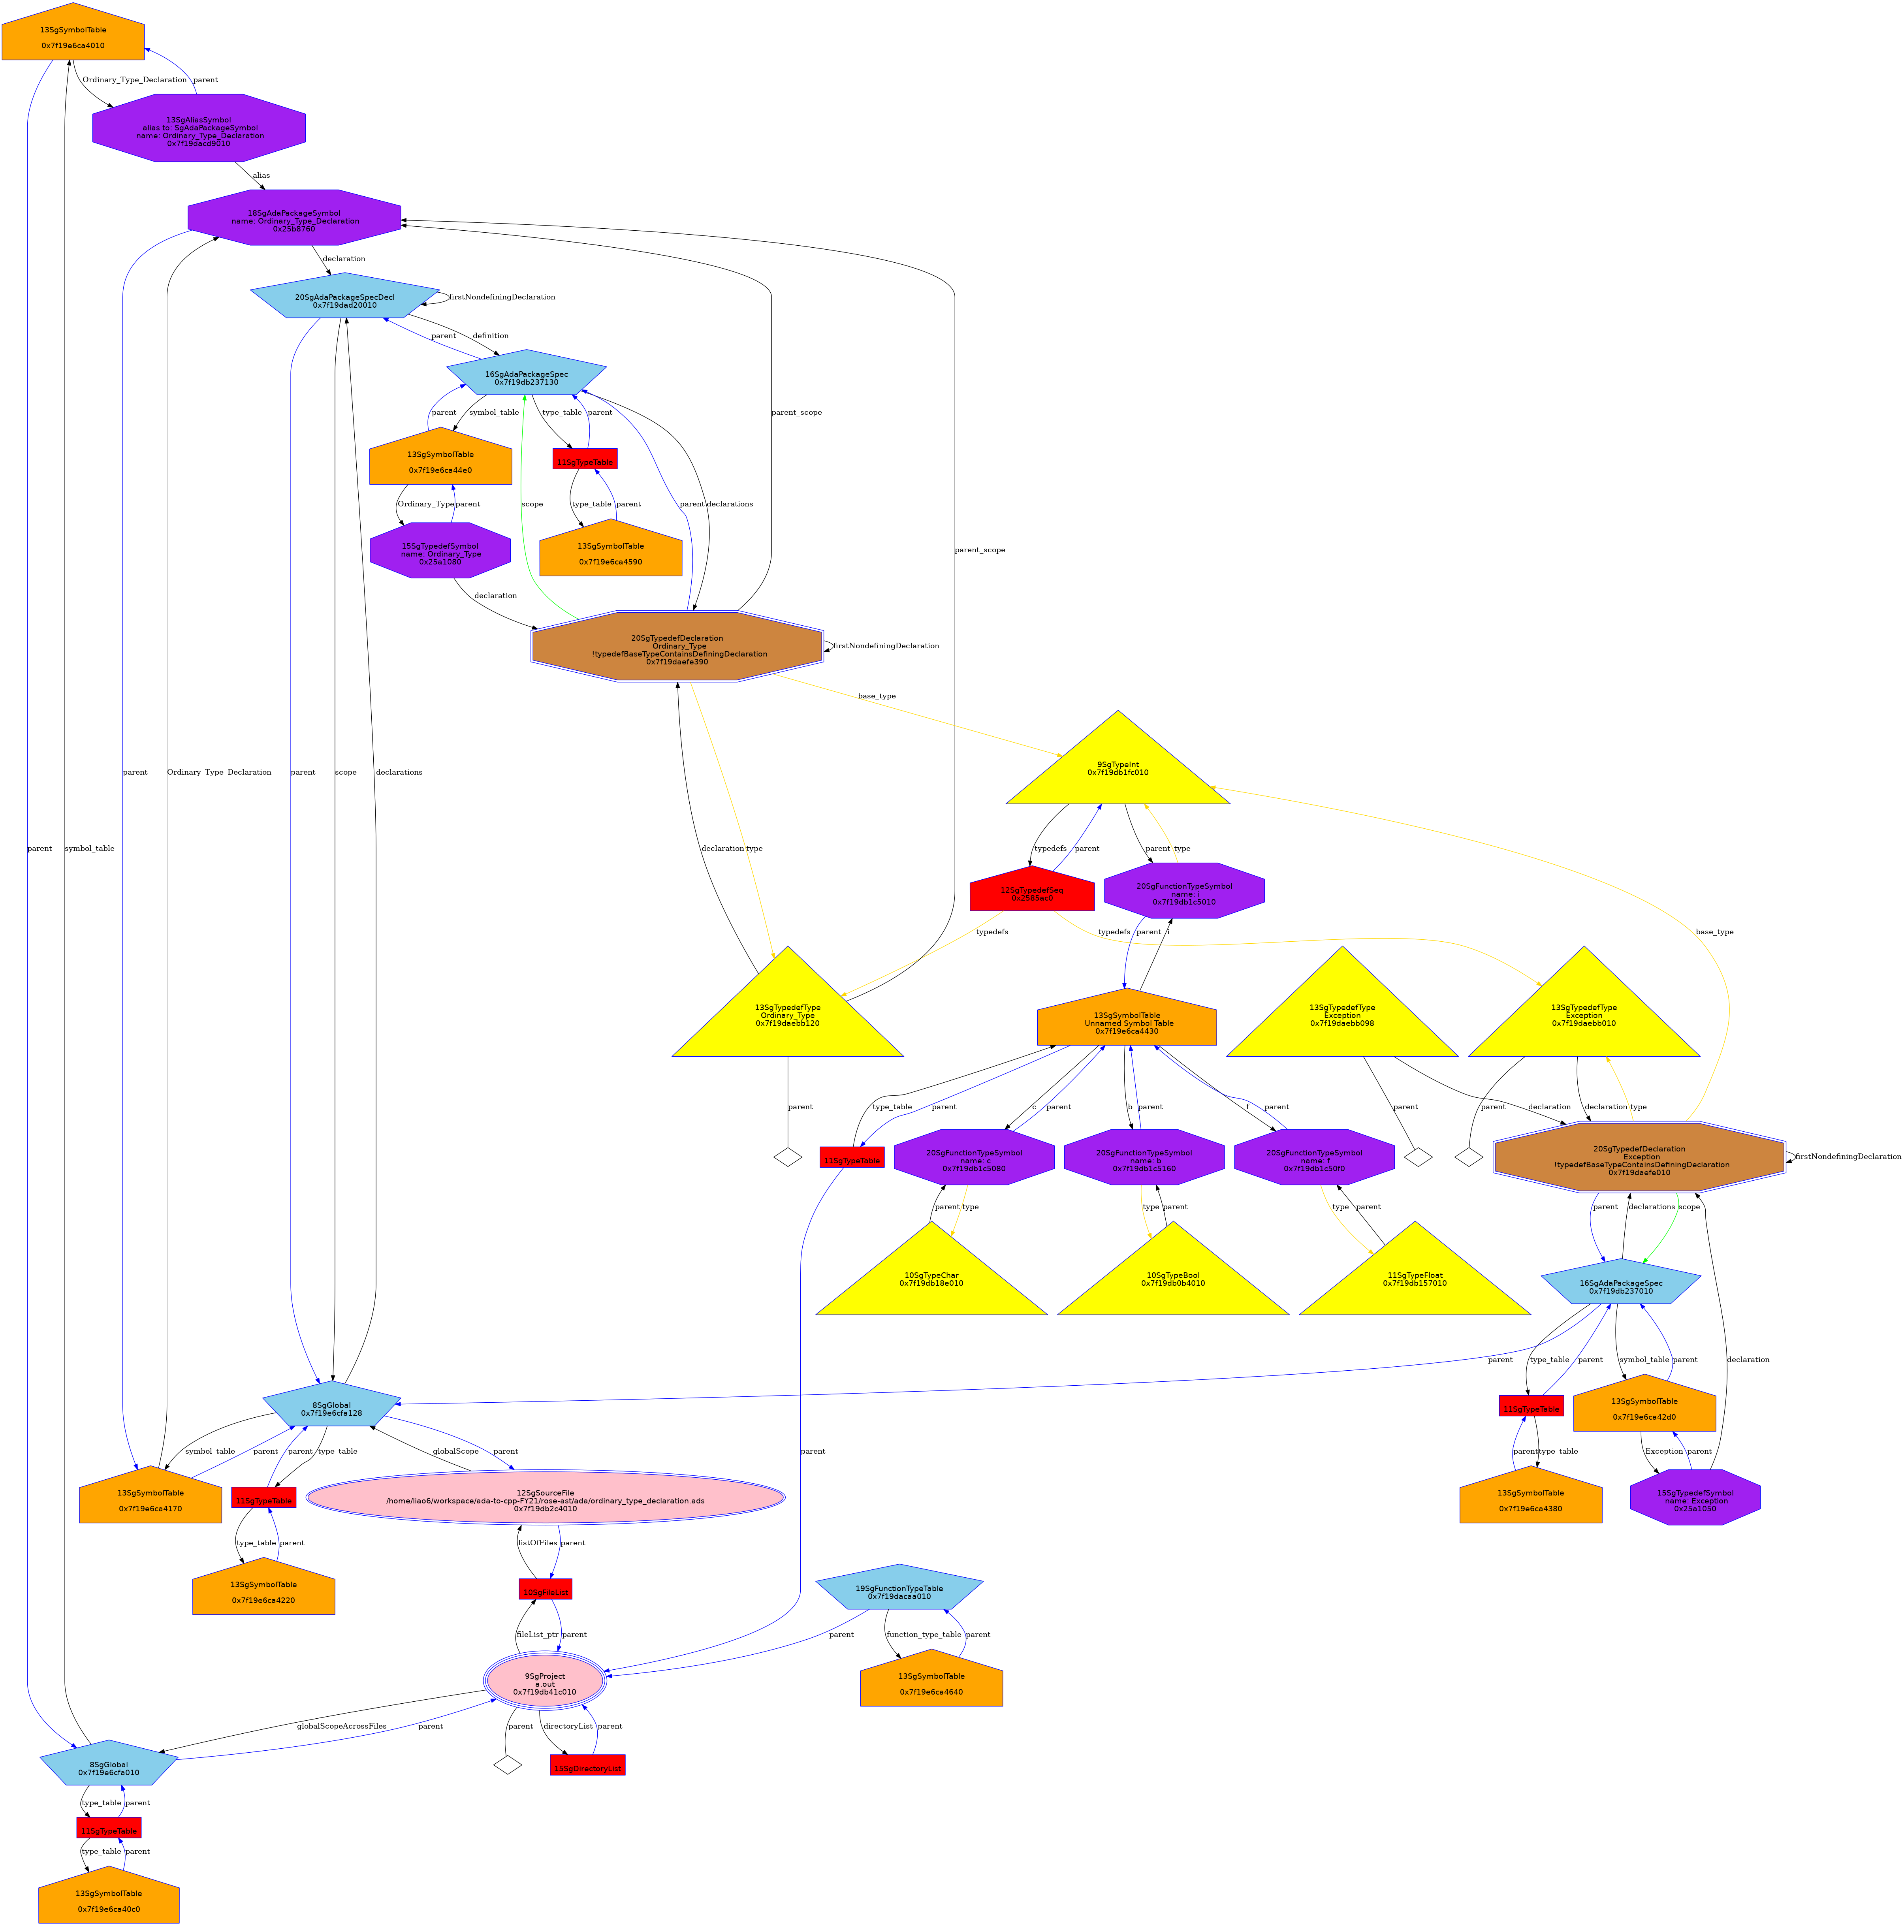 13SgSymbolTable
0x7f19e6ca4010
Ordinary_Type_Declaration
parent
13SgAliasSymbol
alias to: SgAdaPackageSymbol
name: Ordinary_Type_Declaration
0x7f19dacd9010
alias
18SgAdaPackageSymbol
name: Ordinary_Type_Declaration
0x25b8760
declaration
20SgAdaPackageSpecDecl
0x7f19dad20010
firstNondefiningDeclaration
parent
definition
16SgAdaPackageSpec
0x7f19db237130
parent
symbol_table
type_table
parent
13SgSymbolTable
0x7f19e6ca44e0
11SgTypeTable
Ordinary_Type
parent
scope
type_table
parent
parent
declarations
15SgTypedefSymbol
name: Ordinary_Type
0x25a1080
13SgSymbolTable
0x7f19e6ca4590
parent_scope
parent_scope
declaration
20SgTypedefDeclaration
Ordinary_Type
!typedefBaseTypeContainsDefiningDeclaration
0x7f19daefe390
firstNondefiningDeclaration
base_type
9SgTypeInt
0x7f19db1fc010
parent
Ordinary_Type_Declaration
parent
scope
declarations
parent
symbol_table
declaration
type
typedefs
parent
parent
type
12SgTypedefSeq
0x2585ac0
20SgFunctionTypeSymbol
name: i
0x7f19db1c5010
typedefs
typedefs
parent
i
base_type
13SgTypedefType
Ordinary_Type
0x7f19daebb120
13SgSymbolTable
Unnamed Symbol Table
0x7f19e6ca4430
13SgTypedefType
Exception
0x7f19daebb098
13SgTypedefType
Exception
0x7f19daebb010
parent
type_table
parent
c
parent
b
parent
f
parent
parent
declaration
parent
declaration
type
11SgTypeTable
20SgFunctionTypeSymbol
name: c
0x7f19db1c5080
20SgFunctionTypeSymbol
name: b
0x7f19db1c5160
20SgFunctionTypeSymbol
name: f
0x7f19db1c50f0
20SgTypedefDeclaration
Exception
!typedefBaseTypeContainsDefiningDeclaration
0x7f19daefe010
firstNondefiningDeclaration
parent
type
type
parent
type
parent
parent
declarations
scope
10SgTypeChar
0x7f19db18e010
10SgTypeBool
0x7f19db0b4010
11SgTypeFloat
0x7f19db157010
16SgAdaPackageSpec
0x7f19db237010
parent
type_table
parent
symbol_table
parent
declaration
8SgGlobal
0x7f19e6cfa128
11SgTypeTable
13SgSymbolTable
0x7f19e6ca42d0
symbol_table
parent
parent
type_table
globalScope
parent
parent
parent
type_table
Exception
parent
13SgSymbolTable
0x7f19e6ca4170
11SgTypeTable
12SgSourceFile
/home/liao6/workspace/ada-to-cpp-FY21/rose-ast/ada/ordinary_type_declaration.ads
0x7f19db2c4010
13SgSymbolTable
0x7f19e6ca4380
15SgTypedefSymbol
name: Exception
0x25a1050
type_table
parent
listOfFiles
parent
13SgSymbolTable
0x7f19e6ca4220
10SgFileList
19SgFunctionTypeTable
0x7f19dacaa010
fileList_ptr
parent
parent
function_type_table
parent
9SgProject
a.out
0x7f19db41c010
13SgSymbolTable
0x7f19e6ca4640
globalScopeAcrossFiles
parent
parent
directoryList
parent
8SgGlobal
0x7f19e6cfa010
15SgDirectoryList
type_table
parent
11SgTypeTable
type_table
parent
13SgSymbolTable
0x7f19e6ca40c0